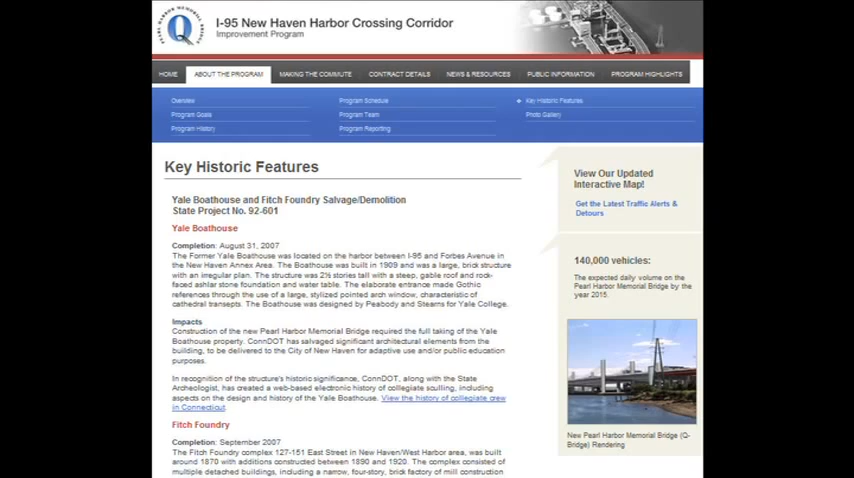 PEARL HARBOR MEMORIAL BRIDGE
Q
I-95 New Haven Harbor Crossing Corridor
Improvement Program
HOME ABOUT THE PROGRAM MAKING THE COMMUTE CONTRACT DETAILS NEWS & RESOURCES PUBLIC INFORMATION PROGRAM HIGHLIGHTS
Overview Program Schedule Key Historic Features
Program Goals Program Team Photo Gallery
Program History Program Reporting
Key Historic Features
Yale Boathouse and Fitch Foundry Salvage/Demolition
State Project No. 92-601
Yale Boathouse
Completion: August 31, 2007
The Former Yale Boathouse was located on the harbor between I-95 and Forbes Avenue in
the New Haven Annex Area. The Boathouse was built in 1909 and was a large, brick structure
with an irregular plan. The structure was 2½ stories tall with a steep, gable roof and rock-
faced ashlar stone foundation and water table. The elaborate entrance made Gothic
references through the use of a large, stylized pointed arch window, characteristic of
cathedral transepts. The Boathouse was designed by Peabody and Stearns for Yale College.
Impacts
Construction of the new Pearl Harbor Memorial Bridge required the full taking of the Yale
Boathouse property. ConnDOT has salvaged significant architectural elements from the
building, to be delivered to the City of New Haven for adaptive use and/or public education
purposes.
In recognition of the structure's historic significance, ConnDOT, along with the State
Archeologist, has created a web-based electronic history of collegiate sculling, including
aspects on the design and history of the Yale Boathouse. View the history of collegiate crew
in Connecticut.
Fitch Foundry
Completion: September 2007
The Fitch Foundry complex 127-151 East Street in New Haven/West Harbor area, was built
around 1870 with additions constructed between 1890 and 1920. The complex consisted of
multiple detached buildings, including a narrow, four-story, brick factory of mill construction
View Our Updated
Interactive Map!
Get the Latest Traffic Alerts &
Detours
140,000 vehicles:
The expected daily volume on the
Pearl Harbor Memorial Bridge by the
year 2015.
New Pearl Harbor Memorial Bridge (Q-
Bridge) Rendering